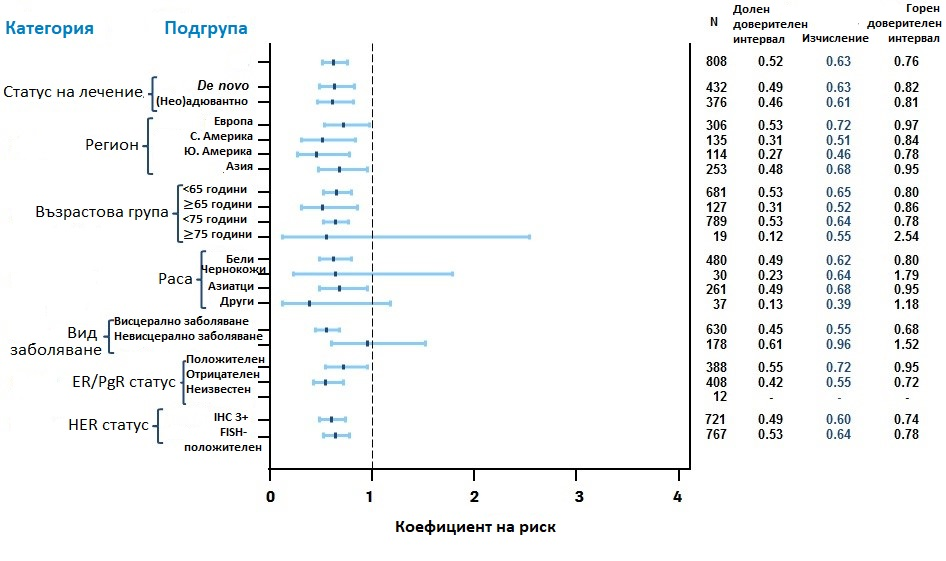 Категория Подгрупа N Долен доверителен интервал Изчисление Горен доверителен интервал
808 0.52 0.63 0.76
Статус на лечение
De novo 432 0.49 0.63 0.82
(Нео)адювантно 376 0.46 0.61 0.81
Регион
Европа 306 0.53 0.72 0.97
С. Америка 135 0.31 0.51 0.84
Ю. Америка 114 0.27 0.46 0.78
Азия 253 0.48 0.68 0.95
Възрастова група
<65 години 681 0.53 0.65 0.80
≥65 години 127 0.31 0.52 0.86
<75 години 789 0.53 0.64 0.78
≥75 години 19 0.12 0.55 2.54
Раса
Бели 480 0.49 0.62 0.80
Чернокожи 30 0.23 0.64 1.79
Азиатци 261 0.49 0.68 0.95
Други 37 0.13 0.39 1.18
Вид заболяване
Висцерално заболяване 630 0.45 0.55 0.68
Невисцерално заболяване 178 0.61 0.96 1.52
ER/PgR статус
Положителен 388 0.55 0.72 0.95
Отрицателен 408 0.42 0.55 0.72
Неизвестен 12 - - -
HER статус
IHC 3+ 721 0.49 0.60 0.74
FISH-положителен 767 0.53 0.64 0.78
0 1 2 3 4
Коефициент на риск